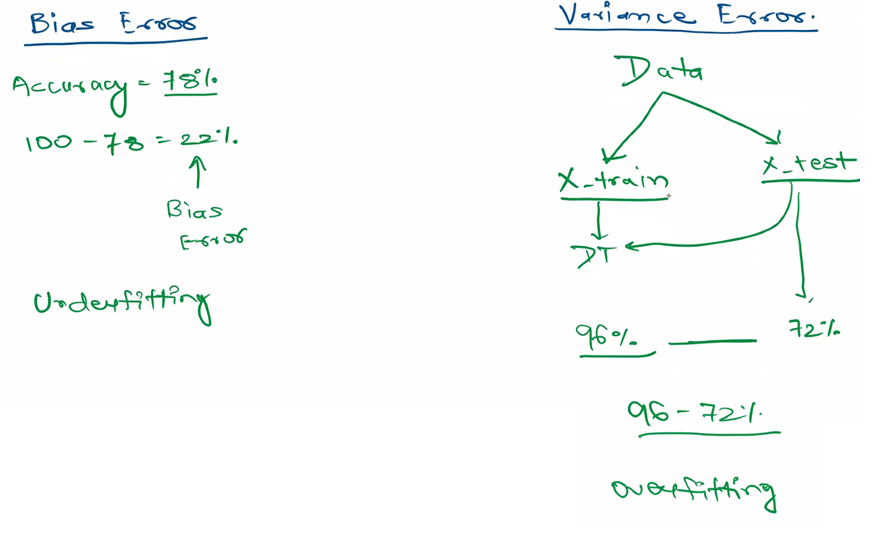 Bias Error
Accuracy = 78%
100 - 78 = 22%
Bias
Error
Underfitting
Variance Error.
Data
X_train
X_test
DT
96% 72%
96 - 72%
overfitting